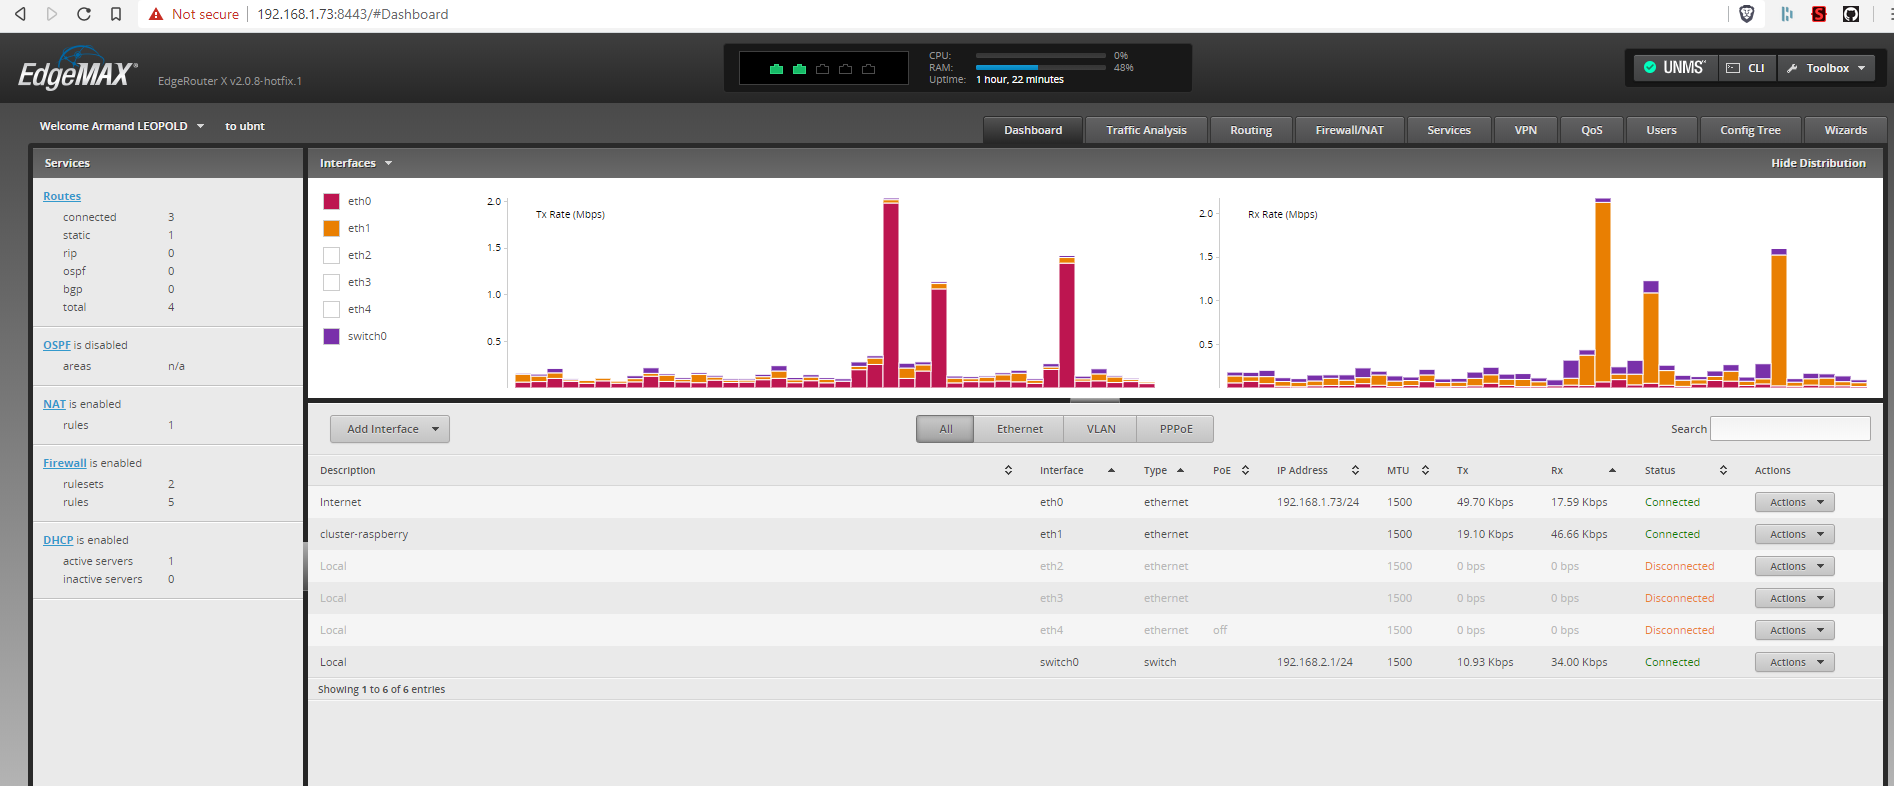 Not secure 192.168.1.73:8443/#Dashboard
EdgeMAX® EdgeRouter X v2.0.8-hotfix.1
CPU: 0%
RAM: 48%
Uptime: 1 hour, 22 minutes
UNMS CLI Toolbox
Welcome Armand LEOPOLD to ubnt
Dashboard Traffic Analysis Routing Firewall/NAT Services VPN QoS Users Config Tree Wizards
Services
Routes
connected 3
static 1
rip 0
ospf 0
bgp 0
total 4
OSPF is disabled
areas n/a
NAT is enabled
rules 1
Firewall is enabled
rulesets 2
rules 5
DHCP is enabled
active servers 1
inactive servers 0
Interfaces Hide Distribution
eth0
eth1
eth2
eth3
eth4
switch0
Tx Rate (Mbps)
2.0
1.5
1.0
0.5
Rx Rate (Mbps)
2.0
1.5
1.0
0.5
Add Interface All Ethernet VLAN PPPoE Search
Description Interface Type PoE IP Address MTU Tx Rx Status Actions
Internet eth0 ethernet 192.168.1.73/24 1500 49.70 Kbps 17.59 Kbps Connected Actions
cluster-raspberry eth1 ethernet 1500 19.10 Kbps 46.66 Kbps Connected Actions
Local eth2 ethernet 1500 0 bps 0 bps Disconnected Actions
Local eth3 ethernet 1500 0 bps 0 bps Disconnected Actions
Local eth4 ethernet off 1500 0 bps 0 bps Disconnected Actions
Local switch0 switch 192.168.2.1/24 1500 10.93 Kbps 34.00 Kbps Connected Actions
Showing 1 to 6 of 6 entries